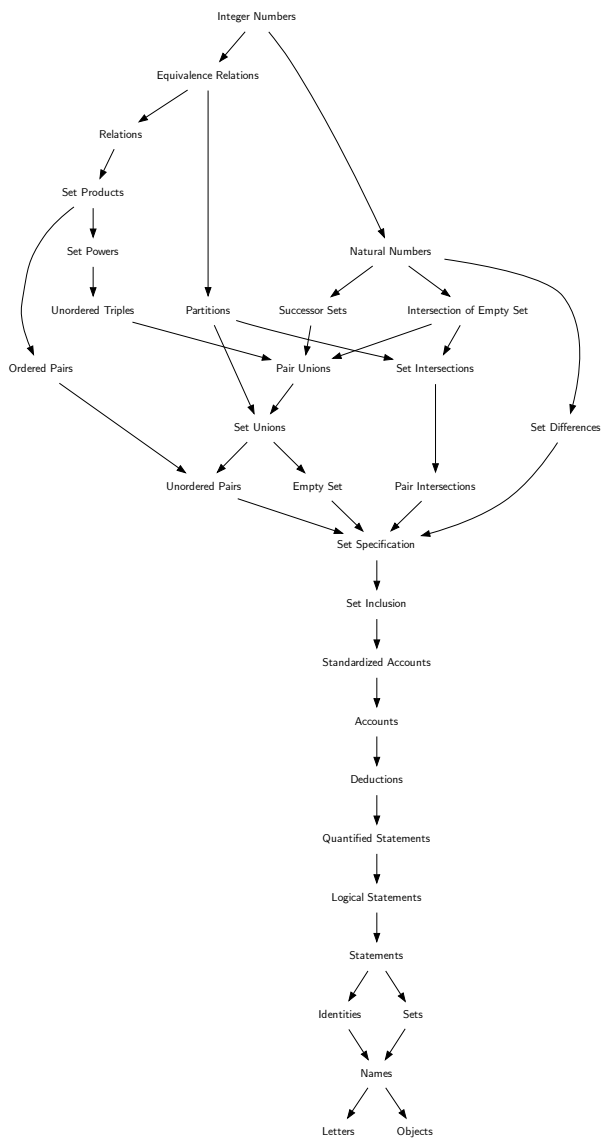 Integer Numbers
Equivalence Relations
Relations
Set Products
Set Powers
Natural Numbers
Unordered Triples
Partitions
Successor Sets
Intersection of Empty Set
Ordered Pairs
Pair Unions
Set Intersections
Set Unions
Set Differences
Unordered Pairs
Empty Set
Pair Intersections
Set Specification
Set Inclusion
Standardized Accounts
Accounts
Deductions
Quantified Statements
Logical Statements
Statements
Identities
Sets
Names
Letters
Objects